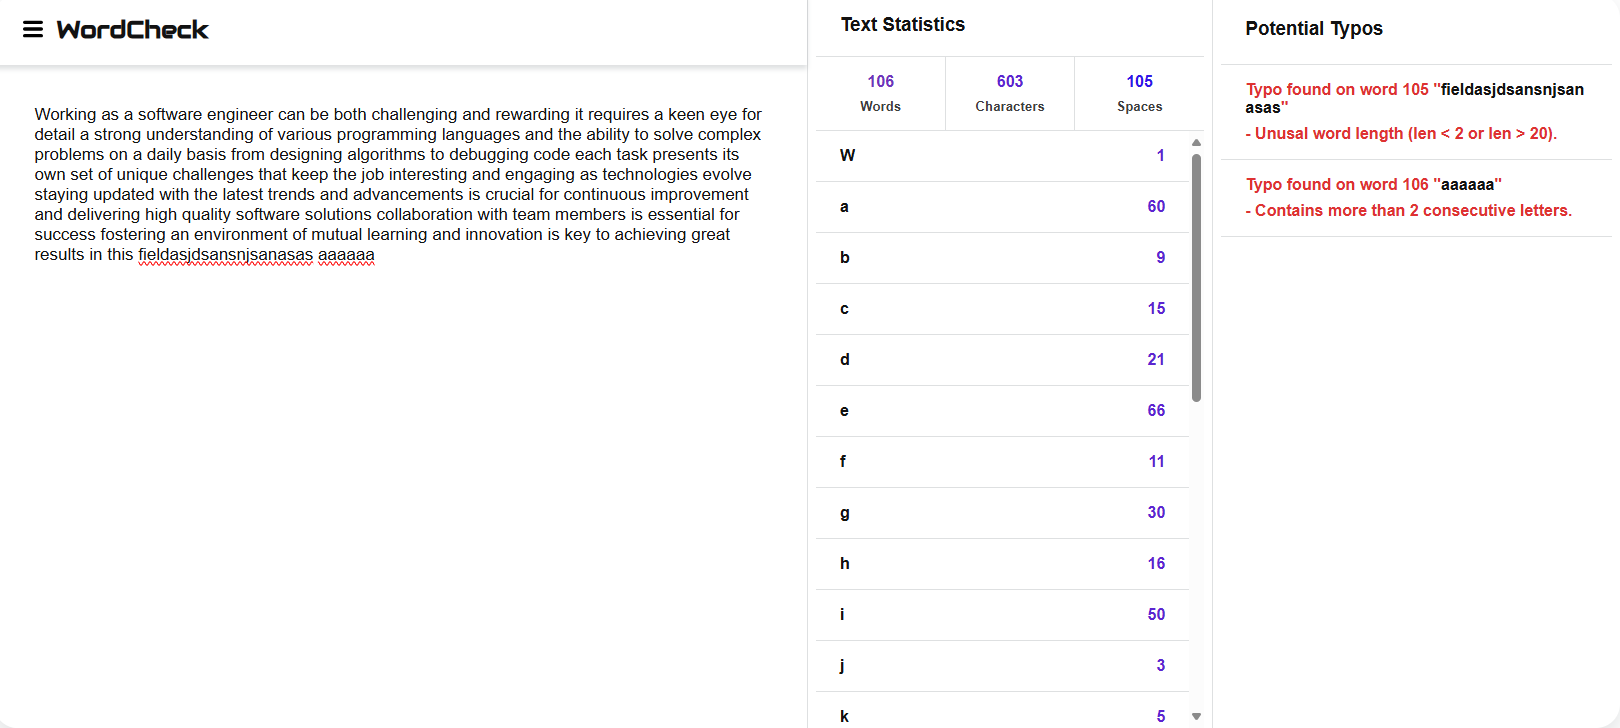 WordCheck
Working as a software engineer can be both challenging and rewarding it requires a keen eye for
detail a strong understanding of various programming languages and the ability to solve complex
problems on a daily basis from designing algorithms to debugging code each task presents its
own set of unique challenges that keep the job interesting and engaging as technologies evolve
staying updated with the latest trends and advancements is crucial for continuous improvement
and delivering high quality software solutions collaboration with team members is essential for
success fostering an environment of mutual learning and innovation is key to achieving great
results in this fieldasjdsansnjsanasas aaaaaa
Text Statistics
106 603 105
Words Characters Spaces
W 1
a 60
b 9
c 15
d 21
e 66
f 11
g 30
h 16
i 50
j 3
k 5
Potential Typos
Typo found on word 105 "fieldasjdsansnjsan
asas"
- Unusal word length (len < 2 or len > 20).
Typo found on word 106 "aaaaaa"
- Contains more than 2 consecutive letters.